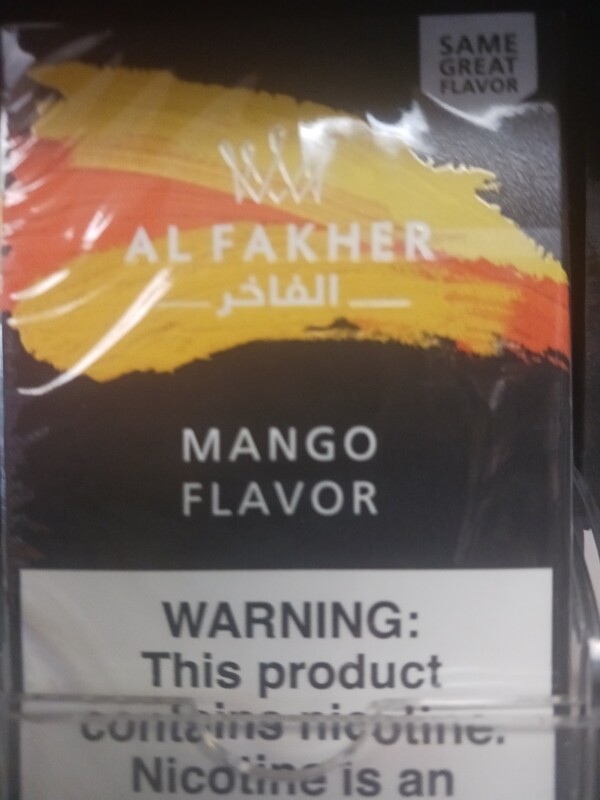 SAME
GREAT
FLAVOR
AL FAKHER
الفاخر
MANGO
FLAVOR
WARNING:
This product
contains nicotine.
Nicotine is an